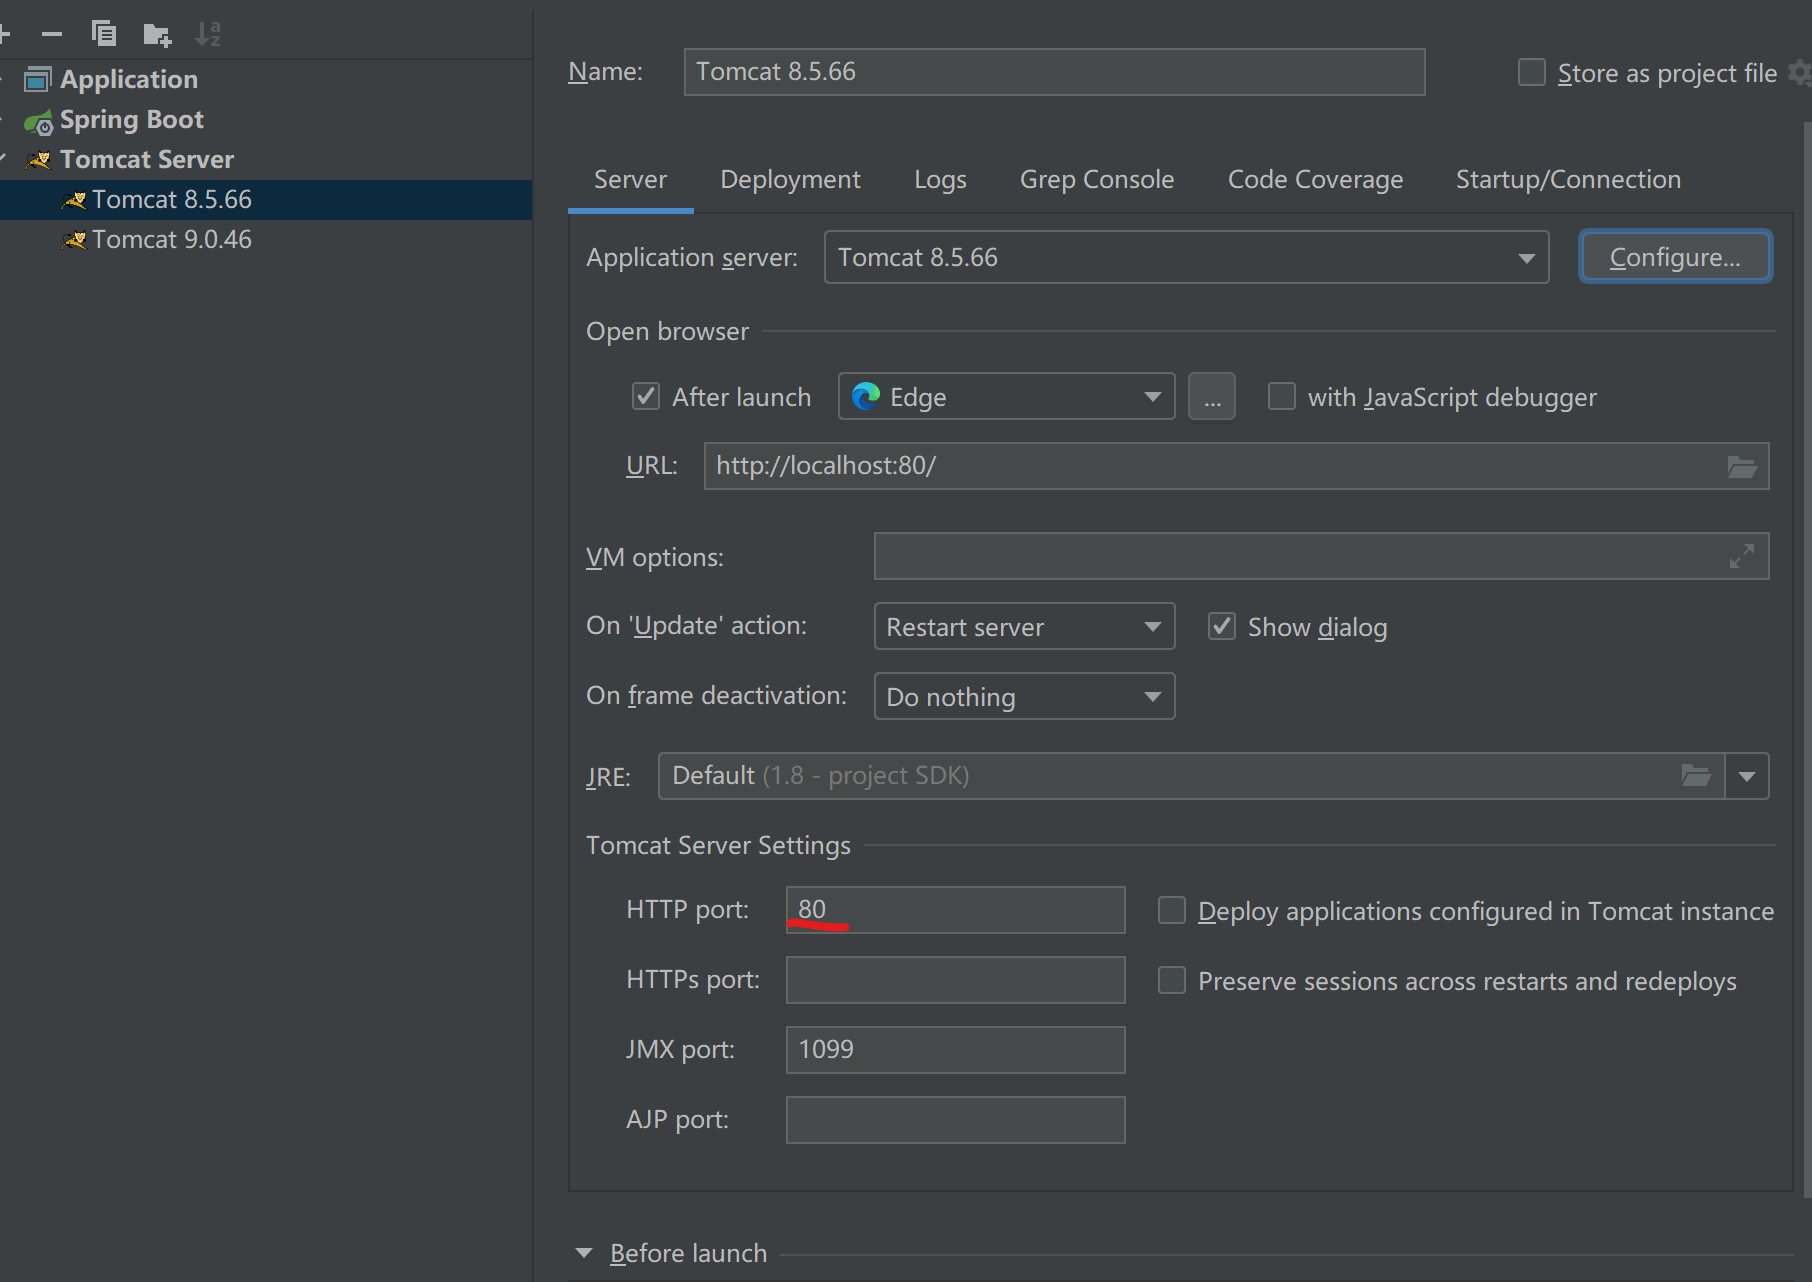 Application
Spring Boot
Tomcat Server
Tomcat 8.5.66
Tomcat 9.0.46
Name: Tomcat 8.5.66 Store as project file
Server Deployment Logs Grep Console Code Coverage Startup/Connection
Application server: Tomcat 8.5.66 Configure...
Open browser
After launch Edge ... with JavaScript debugger
URL: http://localhost:80/
VM options:
On 'Update' action: Restart server Show dialog
On frame deactivation: Do nothing
JRE: Default (1.8 - project SDK)
Tomcat Server Settings
HTTP port: 80 Deploy applications configured in Tomcat instance
HTTPs port: Preserve sessions across restarts and redeploys
JMX port: 1099
AJP port:
Before launch